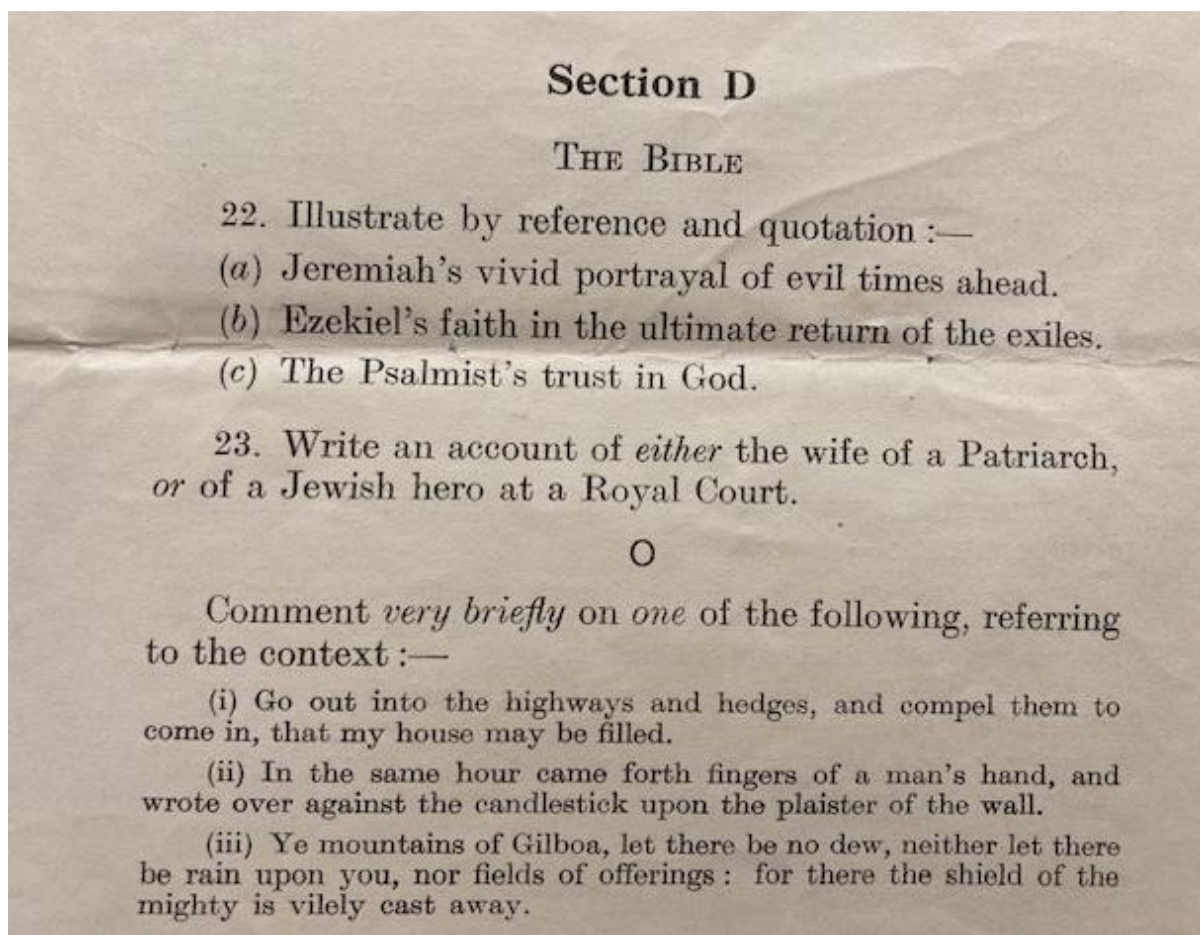 Section D
THE BIBLE
22. Illustrate by reference and quotation :—
(a) Jeremiah's vivid portrayal of evil times ahead.
(b) Ezekiel's faith in the ultimate return of the exiles.
(c) The Psalmist's trust in God.
23. Write an account of either the wife of a Patriarch,
or of a Jewish hero at a Royal Court.
O
Comment very briefly on one of the following, referring
to the context :—
(i) Go out into the highways and hedges, and compel them to
come in, that my house may be filled.
(ii) In the same hour came forth fingers of a man's hand, and
wrote over against the candlestick upon the plaister of the wall.
(iii) Ye mountains of Gilboa, let there be no dew, neither let there
be rain upon you, nor fields of offerings : for there the shield of the
mighty is vilely cast away.